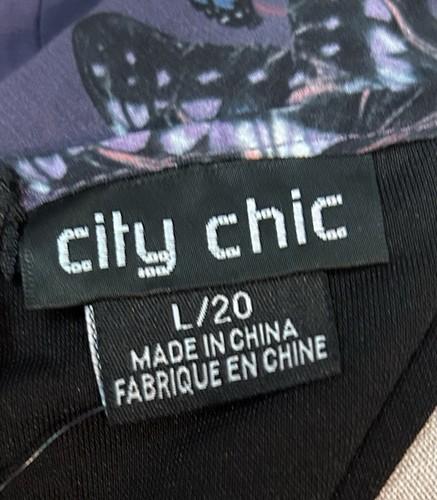 city chic
L/20
MADE IN CHINA
FABRIQUE EN CHINE